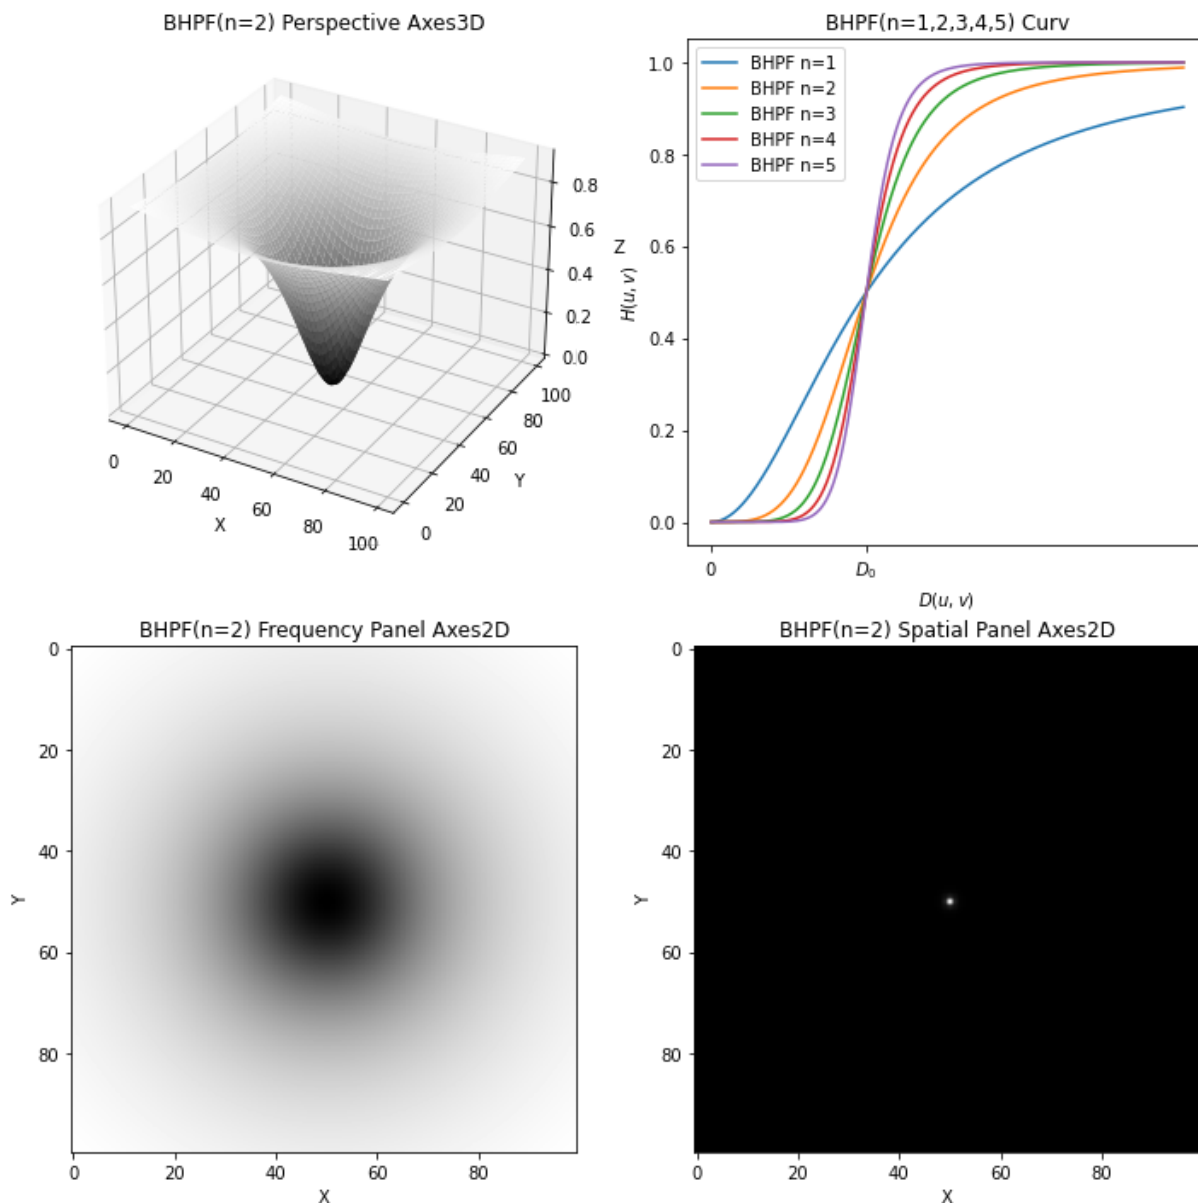 BHPF(n=2) Perspective Axes3D
0.8
0.6
Z
0.4
0.2
0.0
100
80
60
40
20
0
Y
0
20
40
60
80
100
X
BHPF(n=1,2,3,4,5) Curv
BHPF n=1
BHPF n=2
BHPF n=3
BHPF n=4
BHPF n=5
1.0
0.8
0.6
0.4
0.2
0.0
H(u, v)
0 D₀
D(u, v)
BHPF(n=2) Frequency Panel Axes2D
0
20
40
60
80
Y
0 20 40 60 80
X
BHPF(n=2) Spatial Panel Axes2D
0
20
40
60
80
Y
0 20 40 60 80
X